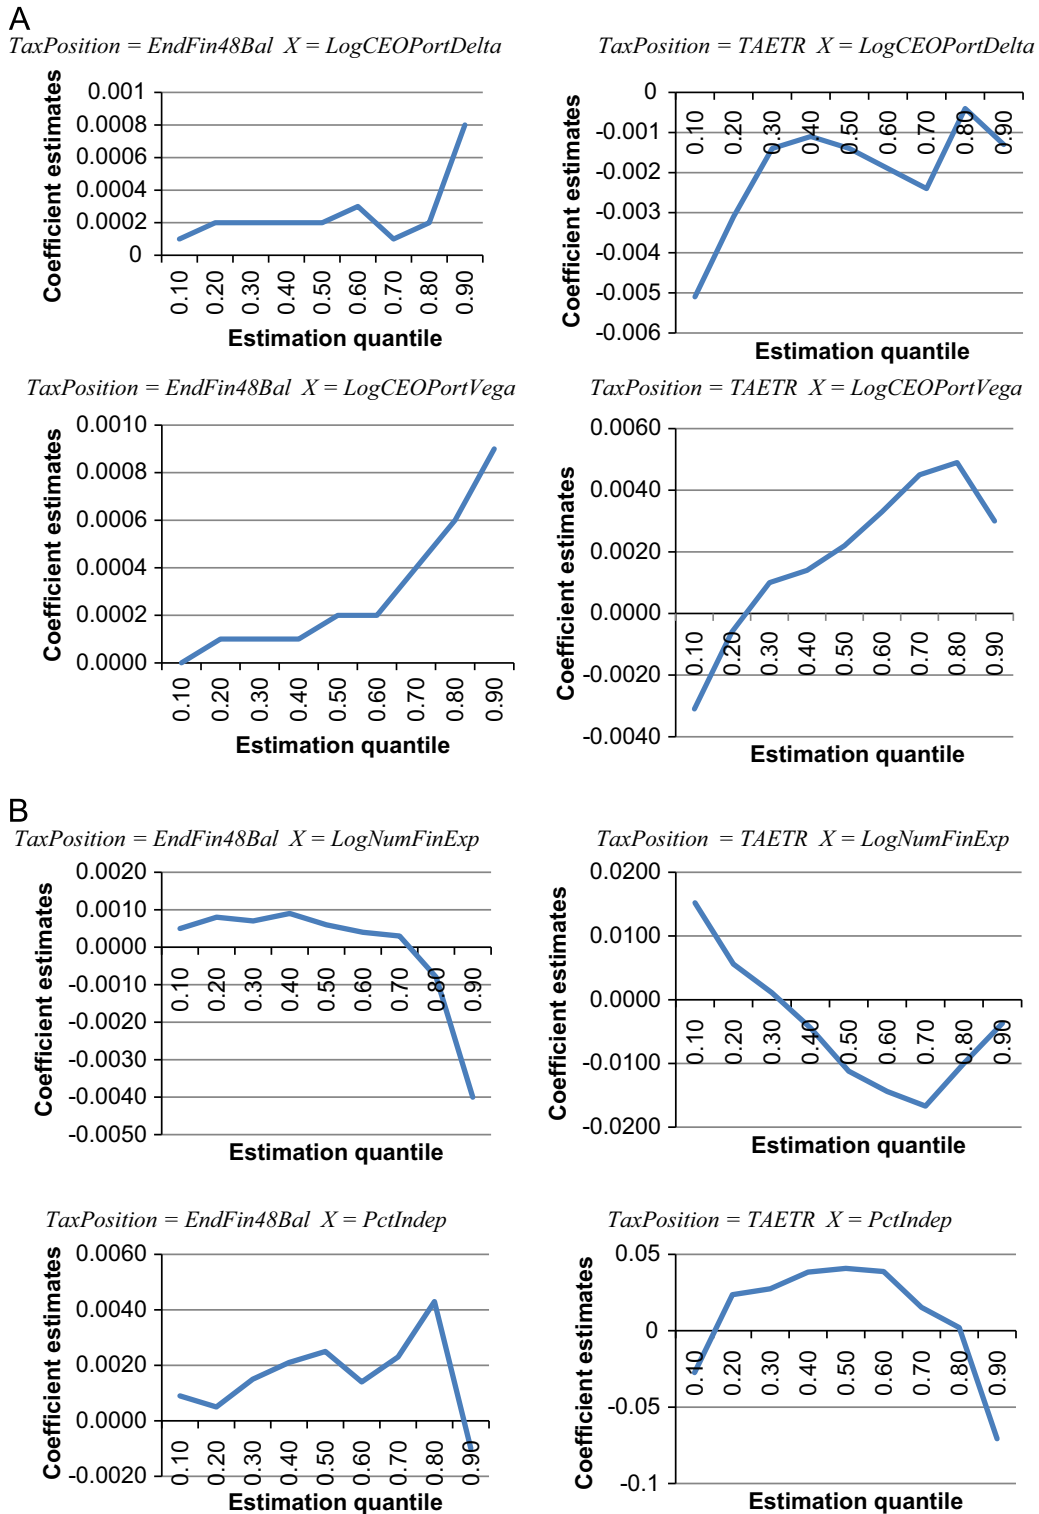 A
TaxPosition = EndFin48Bal X = LogCEOPortDelta
Coefficient estimates
0.001
0.0008
0.0006
0.0004
0.0002
0
0.10 0.20 0.30 0.40 0.50 0.60 0.70 0.80 0.90
Estimation quantile
TaxPosition = TAETR X = LogCEOPortDelta
Coefficient estimates
0
-0.001
-0.002
-0.003
-0.004
-0.005
-0.006
0.10 0.20 0.30 0.40 0.50 0.60 0.70 0.80 0.90
Estimation quantile
TaxPosition = EndFin48Bal X = LogCEOPortVega
Coefficient estimates
0.0010
0.0008
0.0006
0.0004
0.0002
0.0000
0.10 0.20 0.30 0.40 0.50 0.60 0.70 0.80 0.90
Estimation quantile
TaxPosition = TAETR X = LogCEOPortVega
Coefficient estimates
0.0060
0.0040
0.0020
0.0000
-0.0020
-0.0040
0.10 0.20 0.30 0.40 0.50 0.60 0.70 0.80 0.90
Estimation quantile
B
TaxPosition = EndFin48Bal X = LogNumFinExp
Coefficient estimates
0.0020
0.0010
0.0000
-0.0010
-0.0020
-0.0030
-0.0040
-0.0050
0.10 0.20 0.30 0.40 0.50 0.60 0.70 0.80 0.90
Estimation quantile
TaxPosition = TAETR X = LogNumFinExp
Coefficient estimates
0.0200
0.0100
0.0000
-0.0100
-0.0200
0.10 0.20 0.30 0.40 0.50 0.60 0.70 0.80 0.90
Estimation quantile
TaxPosition = EndFin48Bal X = PctIndep
Coefficient estimates
0.0060
0.0040
0.0020
0.0000
-0.0020
0.10 0.20 0.30 0.40 0.50 0.60 0.70 0.80 0.90
Estimation quantile
TaxPosition = TAETR X = PctIndep
Coefficient estimates
0.05
0
-0.05
-0.1
0.10 0.20 0.30 0.40 0.50 0.60 0.70 0.80 0.90
Estimation quantile